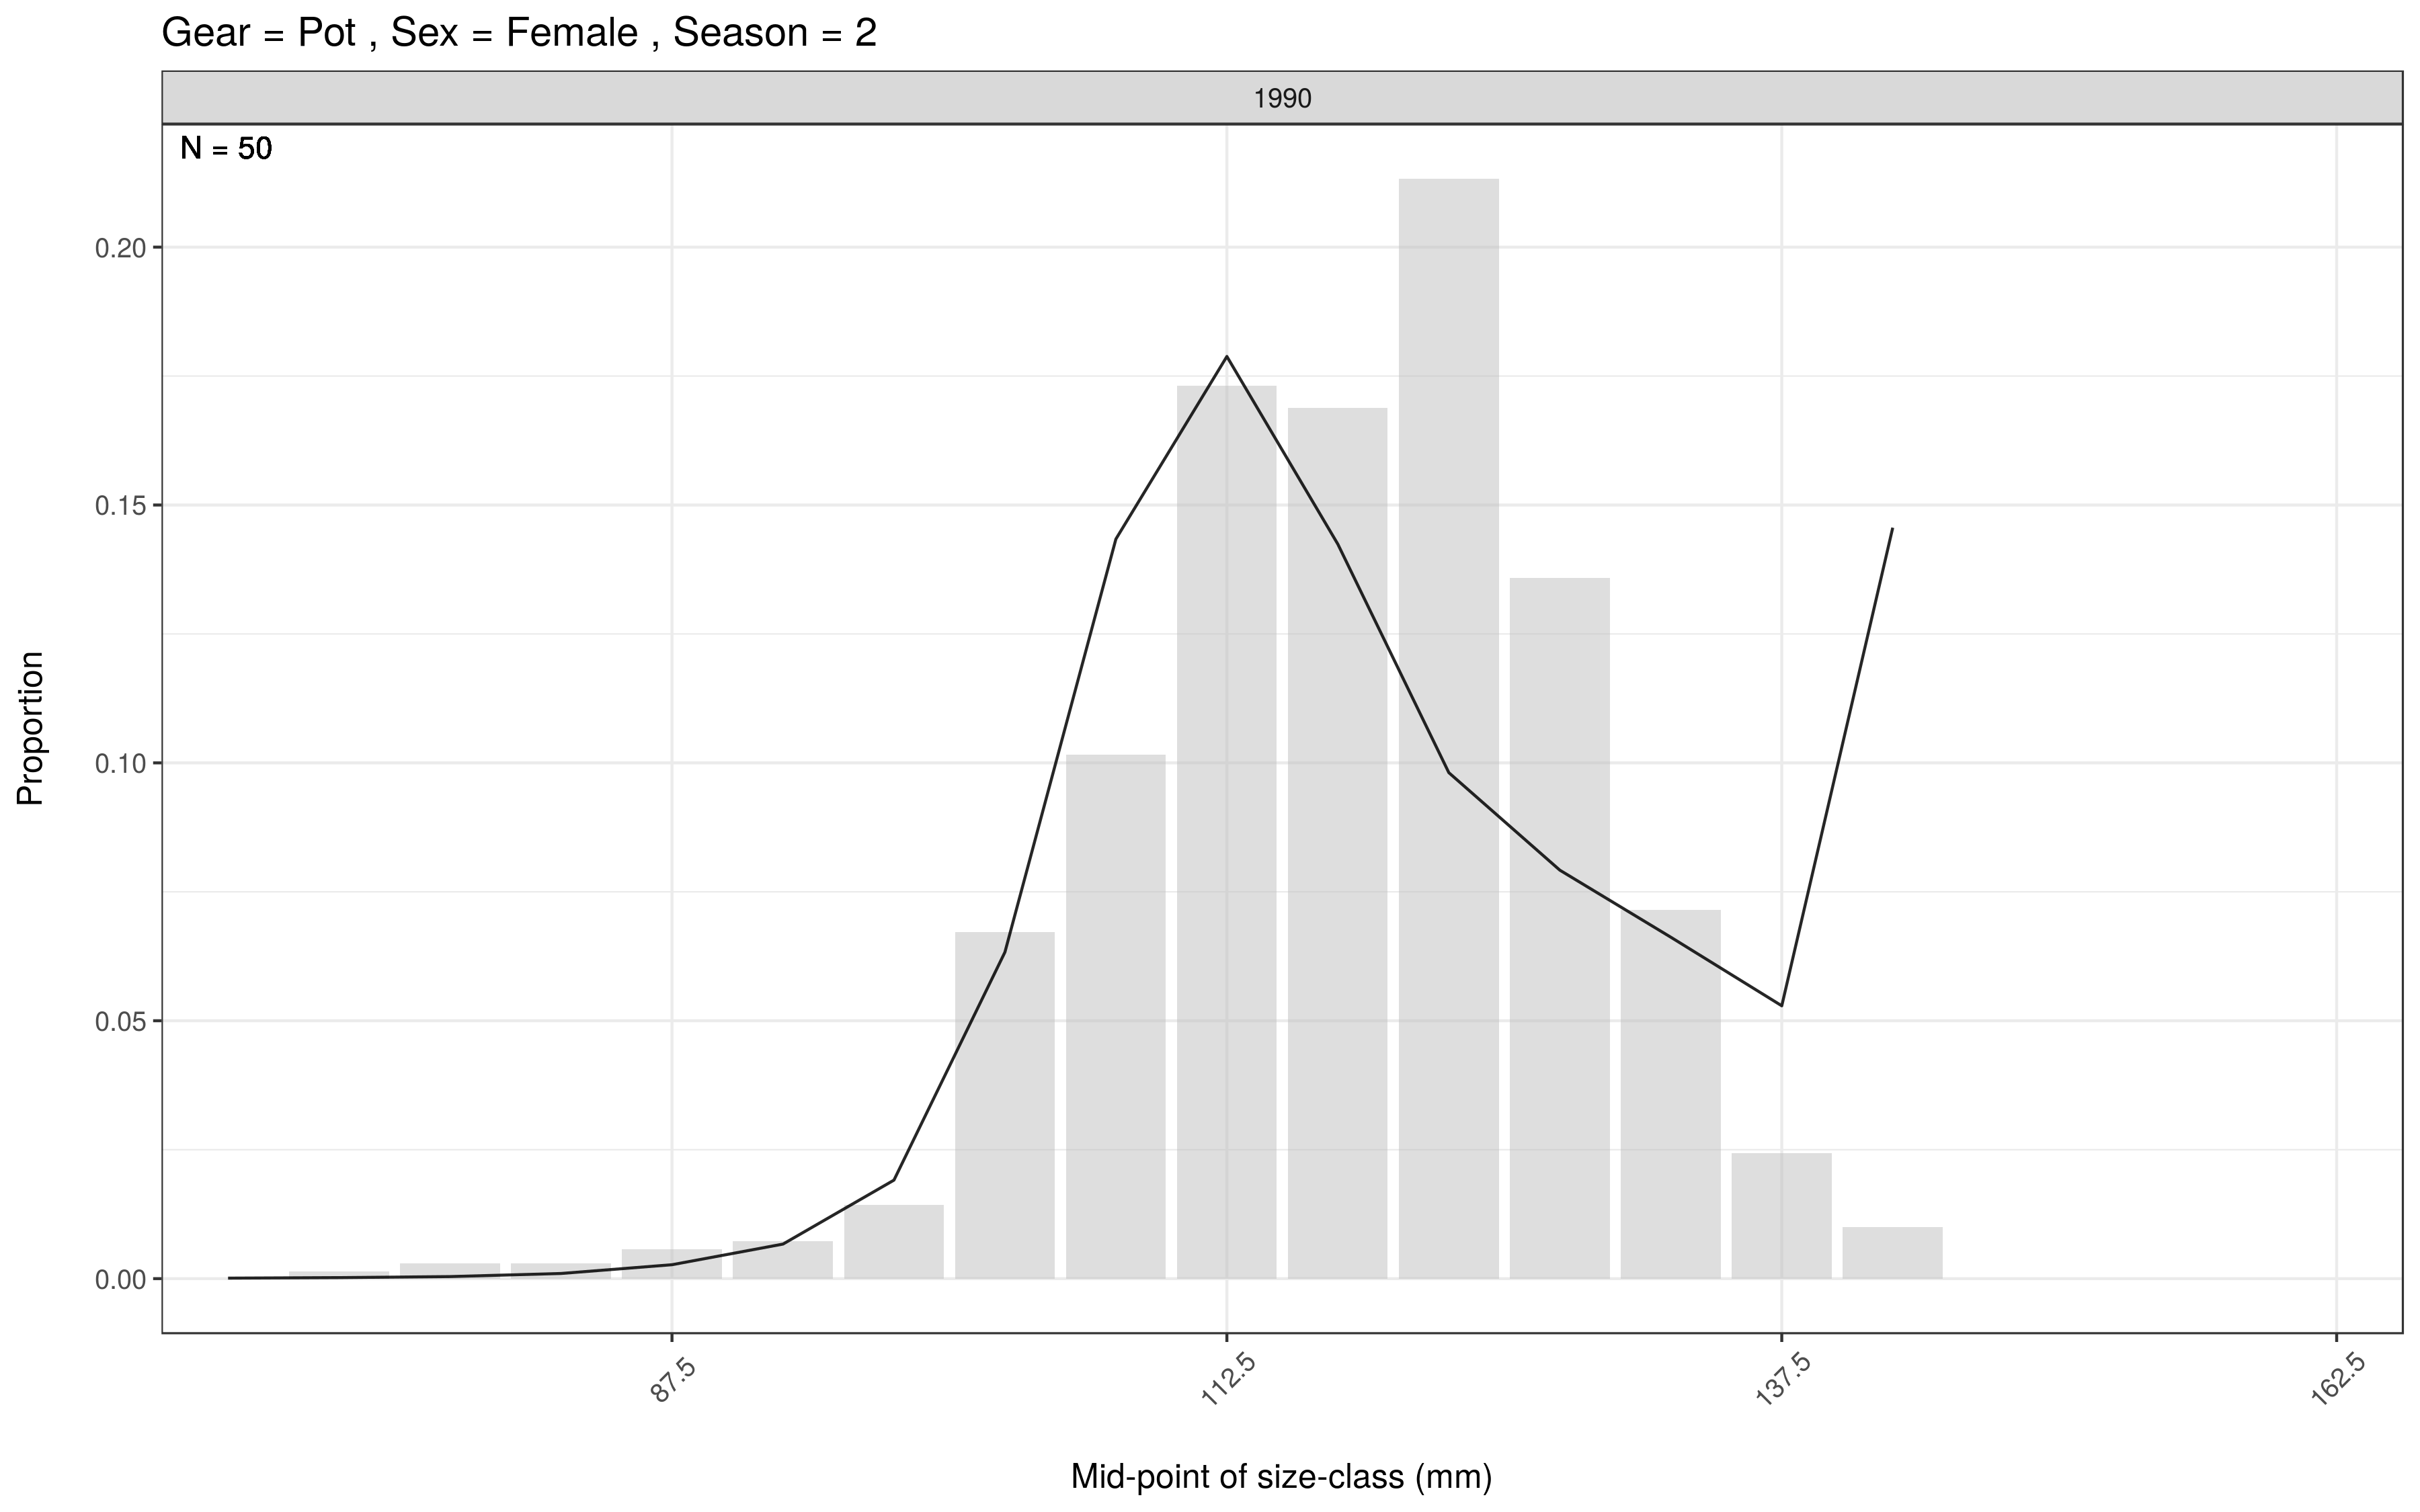 Gear = Pot , Sex = Female , Season = 2
1990
N = 50
0.20
0.15
0.10
0.05
0.00
Proportion
87.5
112.5
137.5
162.5
Mid-point of size-class (mm)